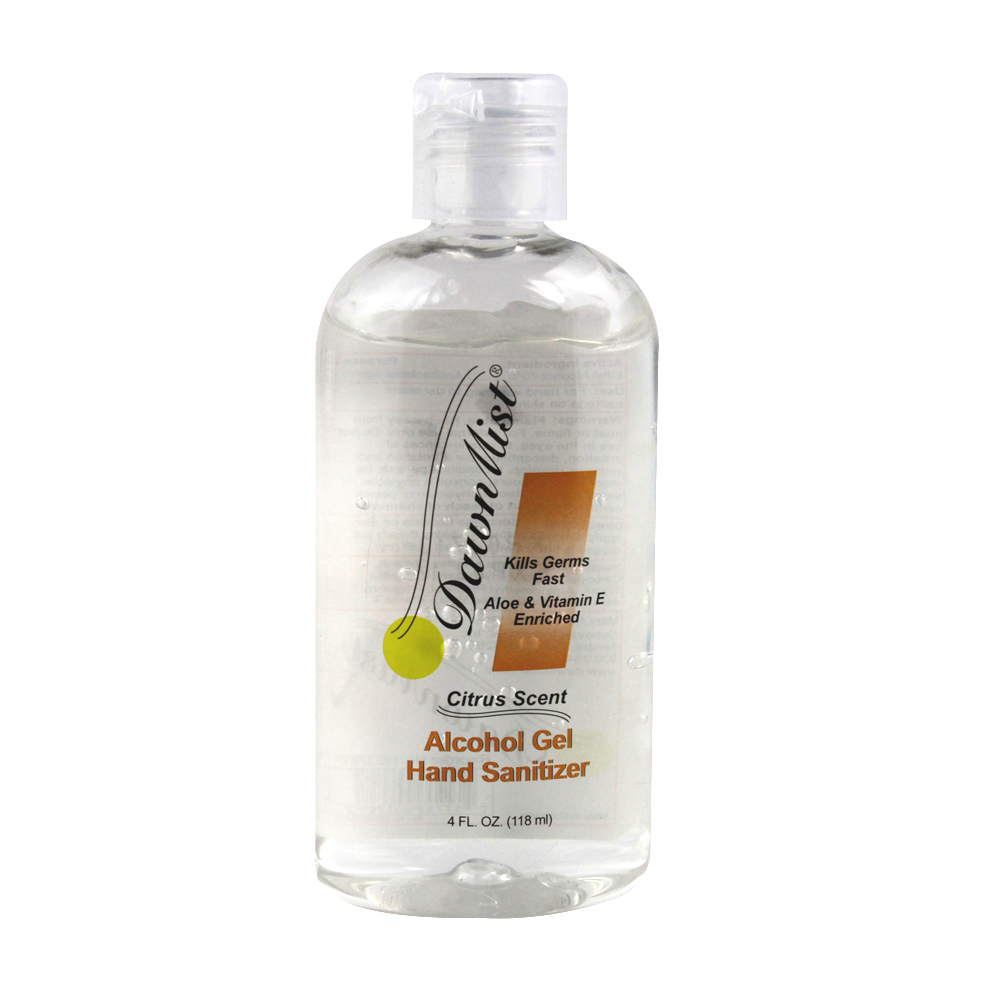 DawnMist®
Kills Germs
Fast
Aloe & Vitamin E
Enriched
Citrus Scent
Alcohol Gel
Hand Sanitizer
4 FL. OZ. (118 ml)